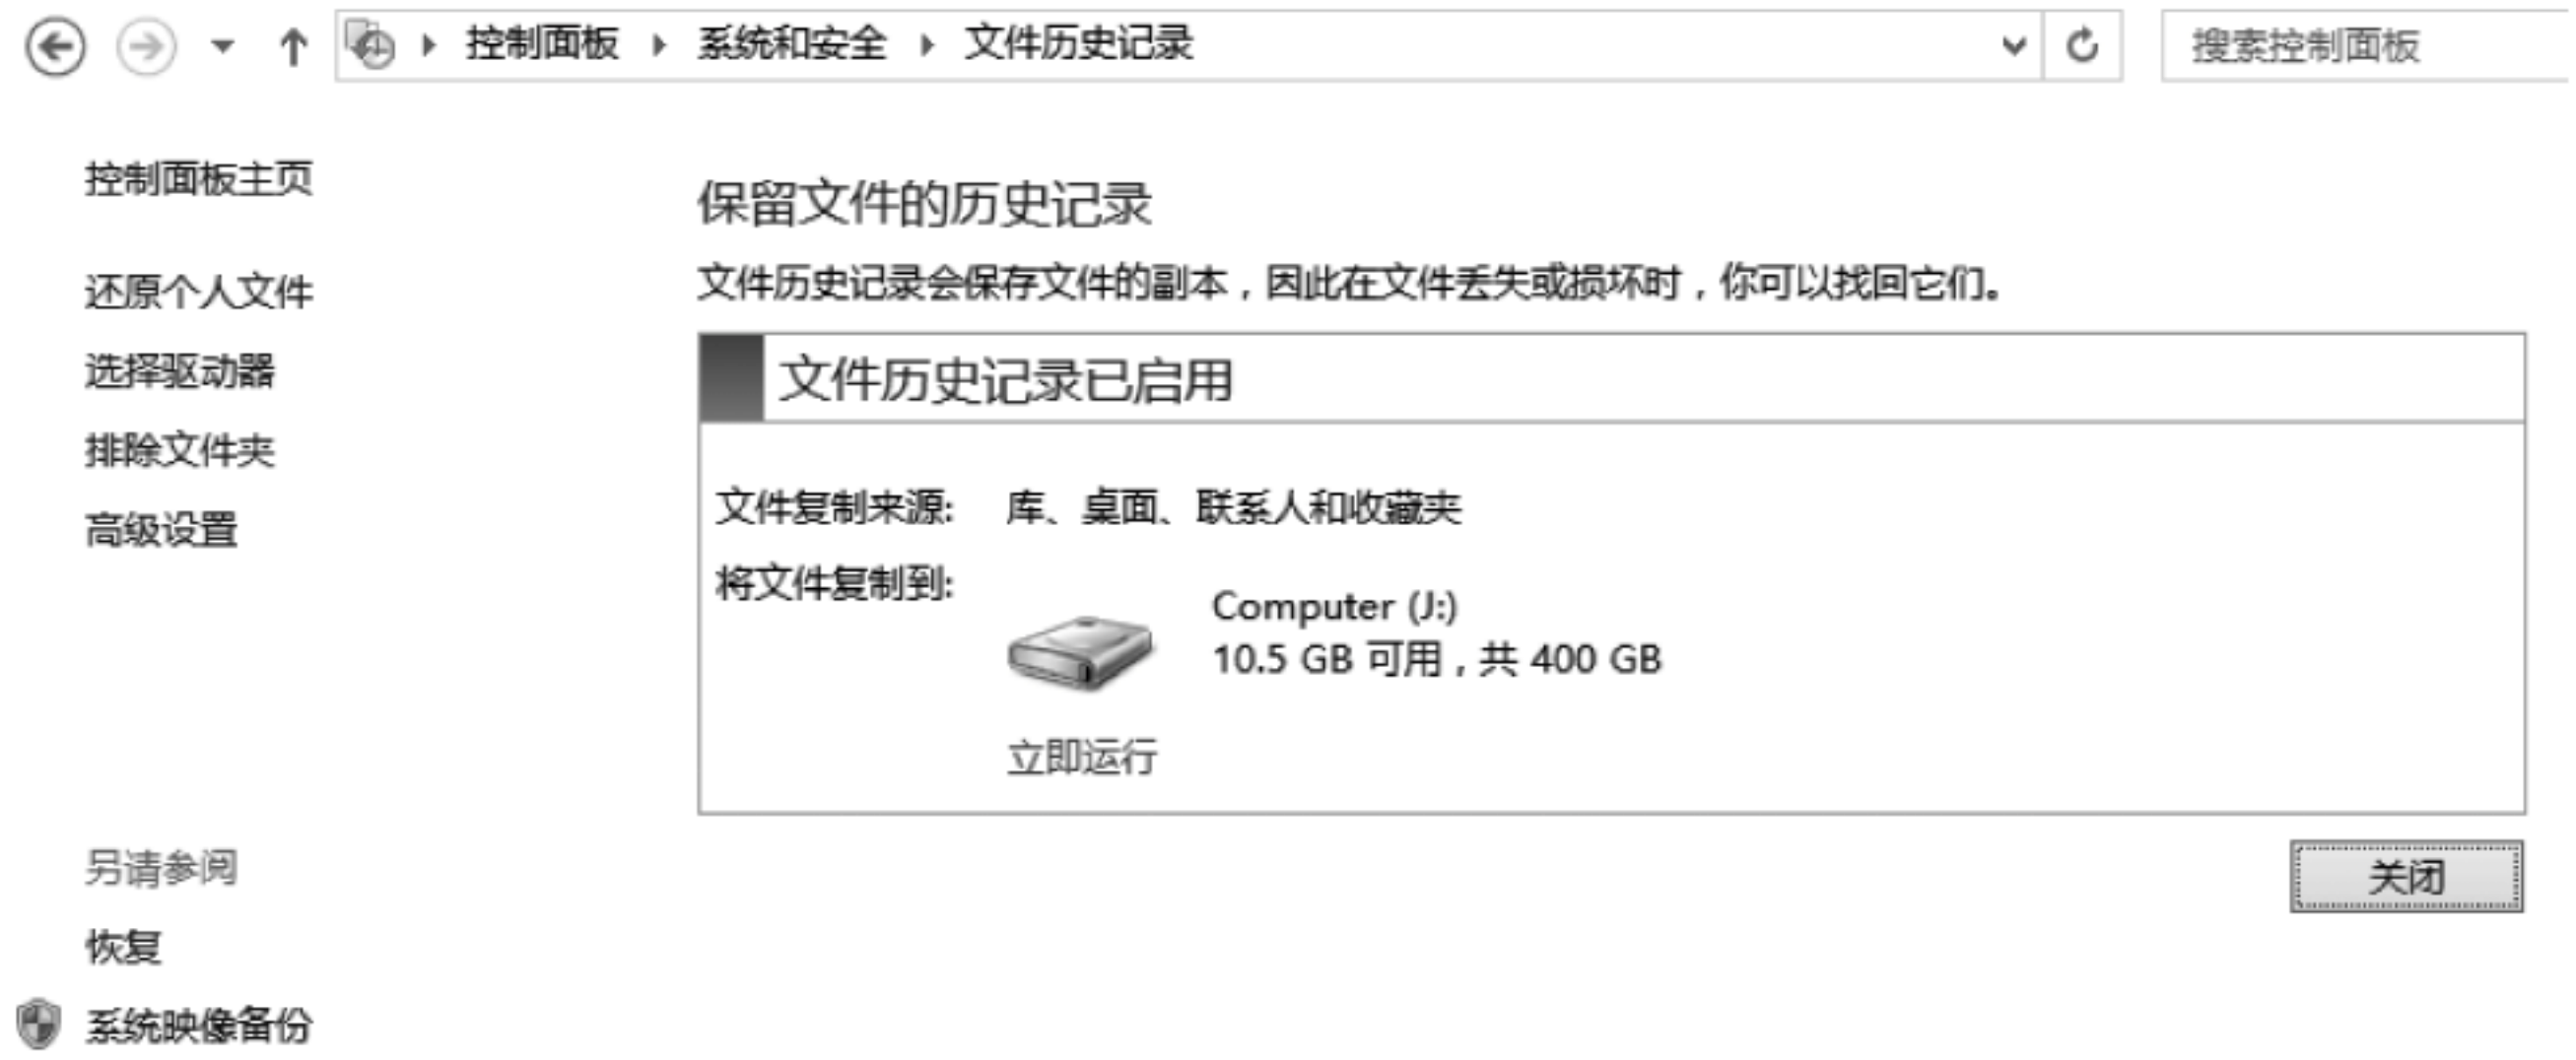 控制面板 系统和安全 文件历史记录 搜索控制面板
控制面板主页
还原个人文件
选择驱动器
排除文件夹
高级设置
另请参阅
恢复
系统映像备份
保留文件的历史记录
文件历史记录会保存文件的副本，因此在文件丢失或损坏时，你可以找回它们。
文件历史记录已启用
文件复制来源: 库、桌面、联系人和收藏夹
将文件复制到:
Computer (J:)
10.5 GB 可用，共 400 GB
立即运行
关闭